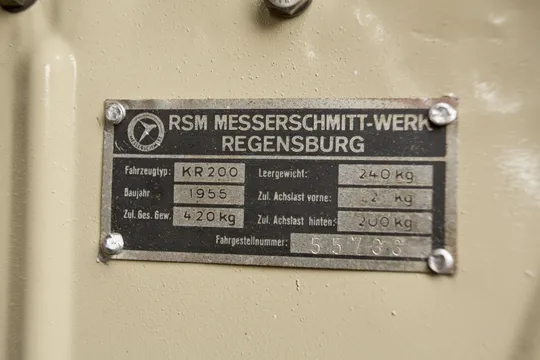 RSM MESSERSCHMITT-WERK
REGENSBURG
Fahrzeugtyp: KR200 Leergewicht: 240 kg
Baujahr 1955 Zul. Achslast vorne: kg
Zul. Ges. Gew. 420 kg Zul. Achslast hinten: 200 kg
Fahrgestellnummer: